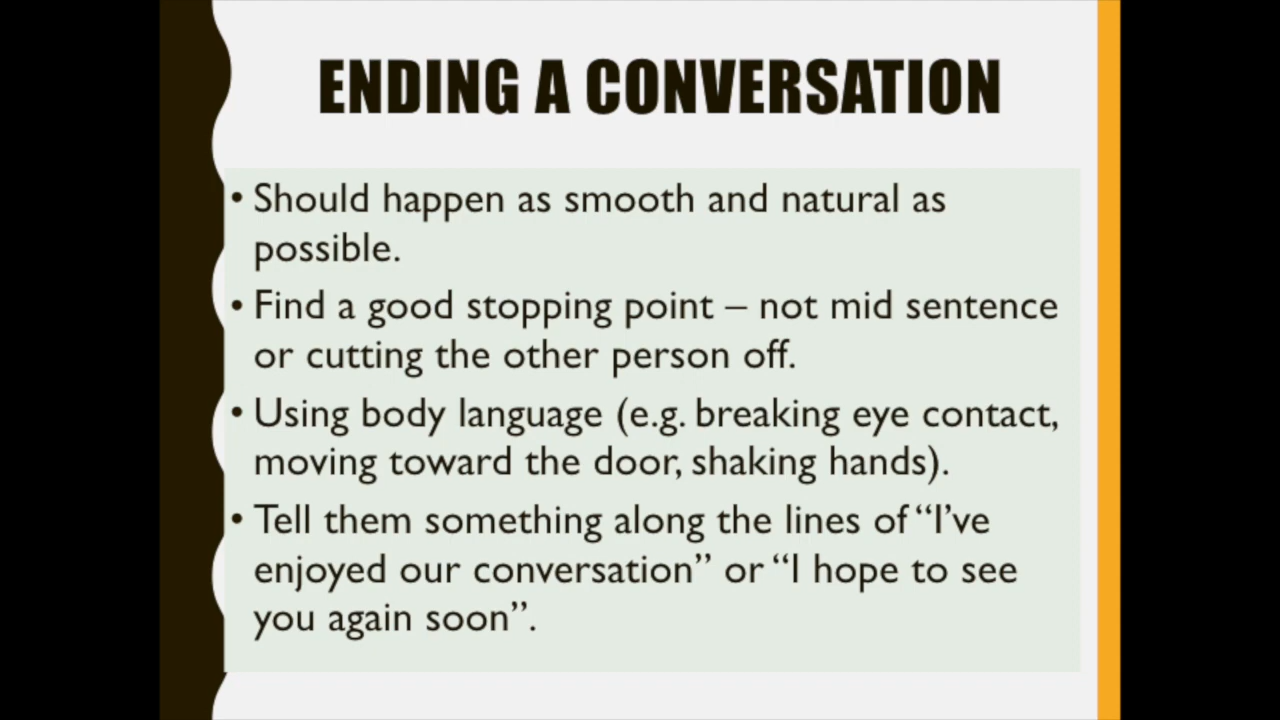 ENDING A CONVERSATION
• Should happen as smooth and natural as
possible.
• Find a good stopping point – not mid sentence
or cutting the other person off.
• Using body language (e.g. breaking eye contact,
moving toward the door, shaking hands).
• Tell them something along the lines of “I’ve
enjoyed our conversation” or “I hope to see
you again soon”.